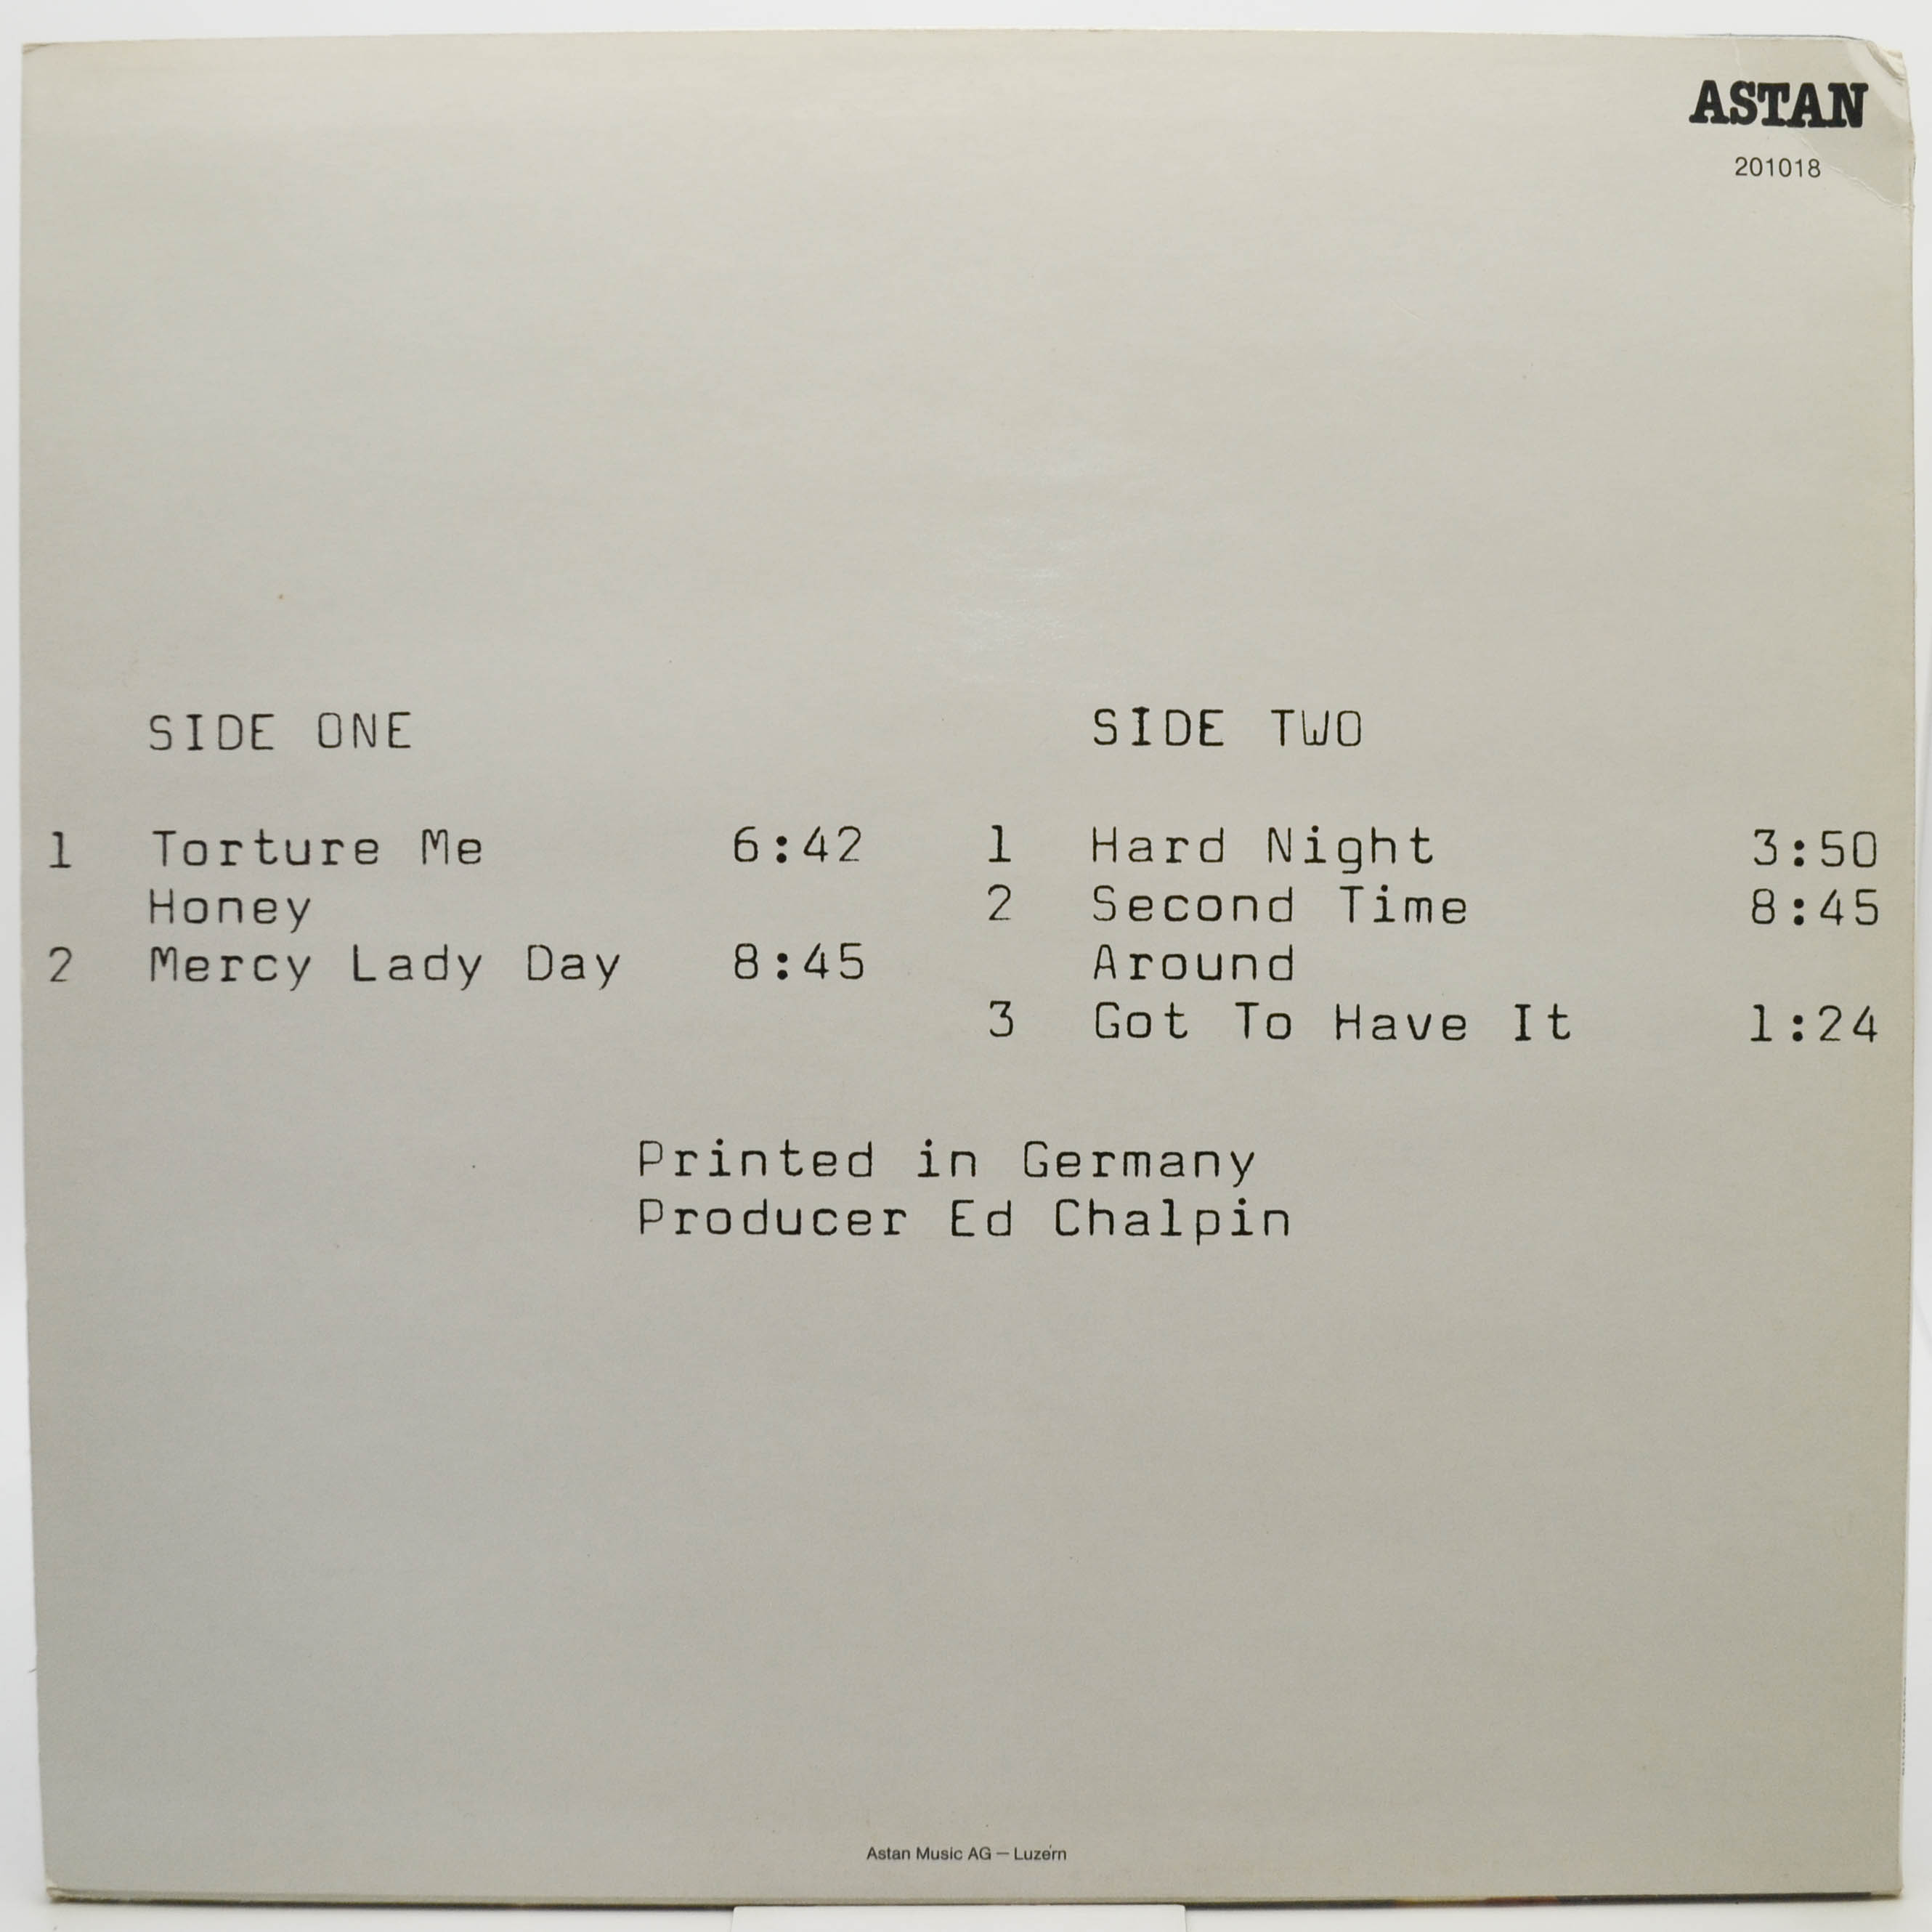 ASTAN
201018
SIDE ONE
1 Torture Me 6:42
Honey
2 Mercy Lady Day 8:45
SIDE TWO
1 Hard Night 3:50
2 Second Time 8:45
Around
3 Got To Have It 1:24
Printed in Germany
Producer Ed Chalpin
Astan Music AG — Luzern